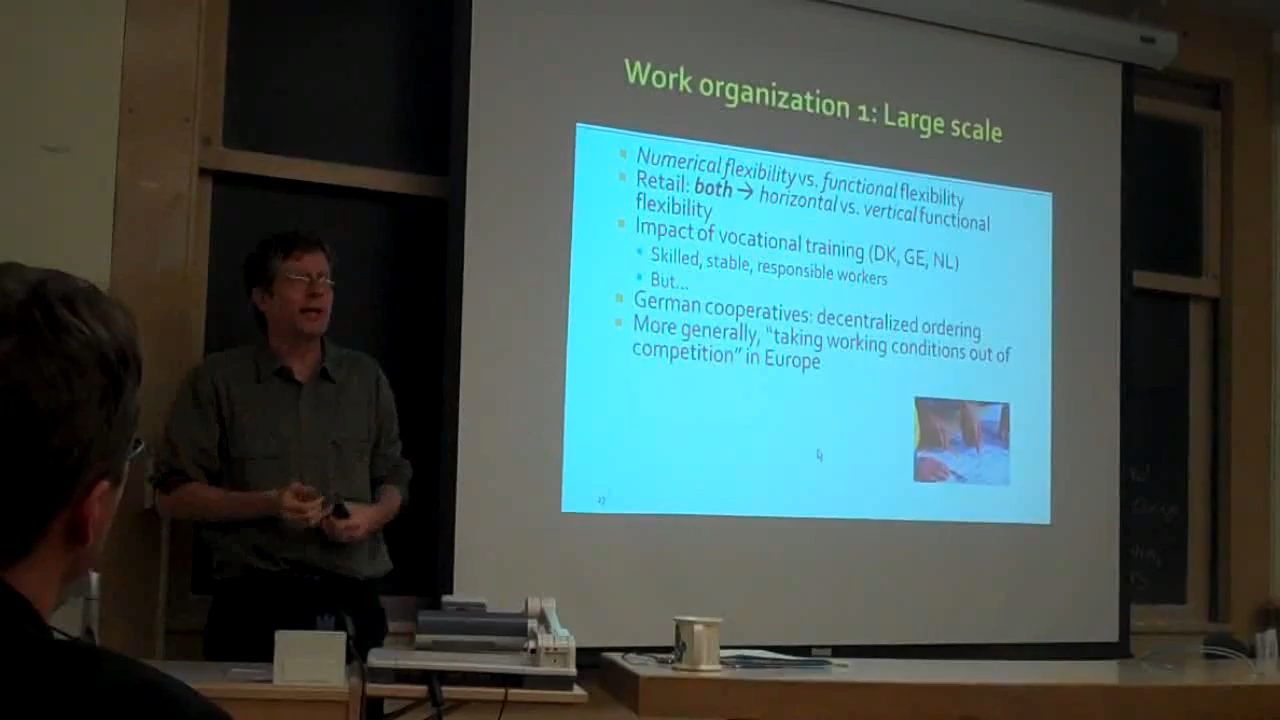 Work organization 1: Large scale
Numerical flexibility vs. functional flexibility
Retail: both → horizontal vs. vertical functional
flexibility
Impact of vocational training (DK, GE, NL)
Skilled, stable, responsible workers
But...
German cooperatives: decentralized ordering
More generally, "taking working conditions out of
competition" in Europe